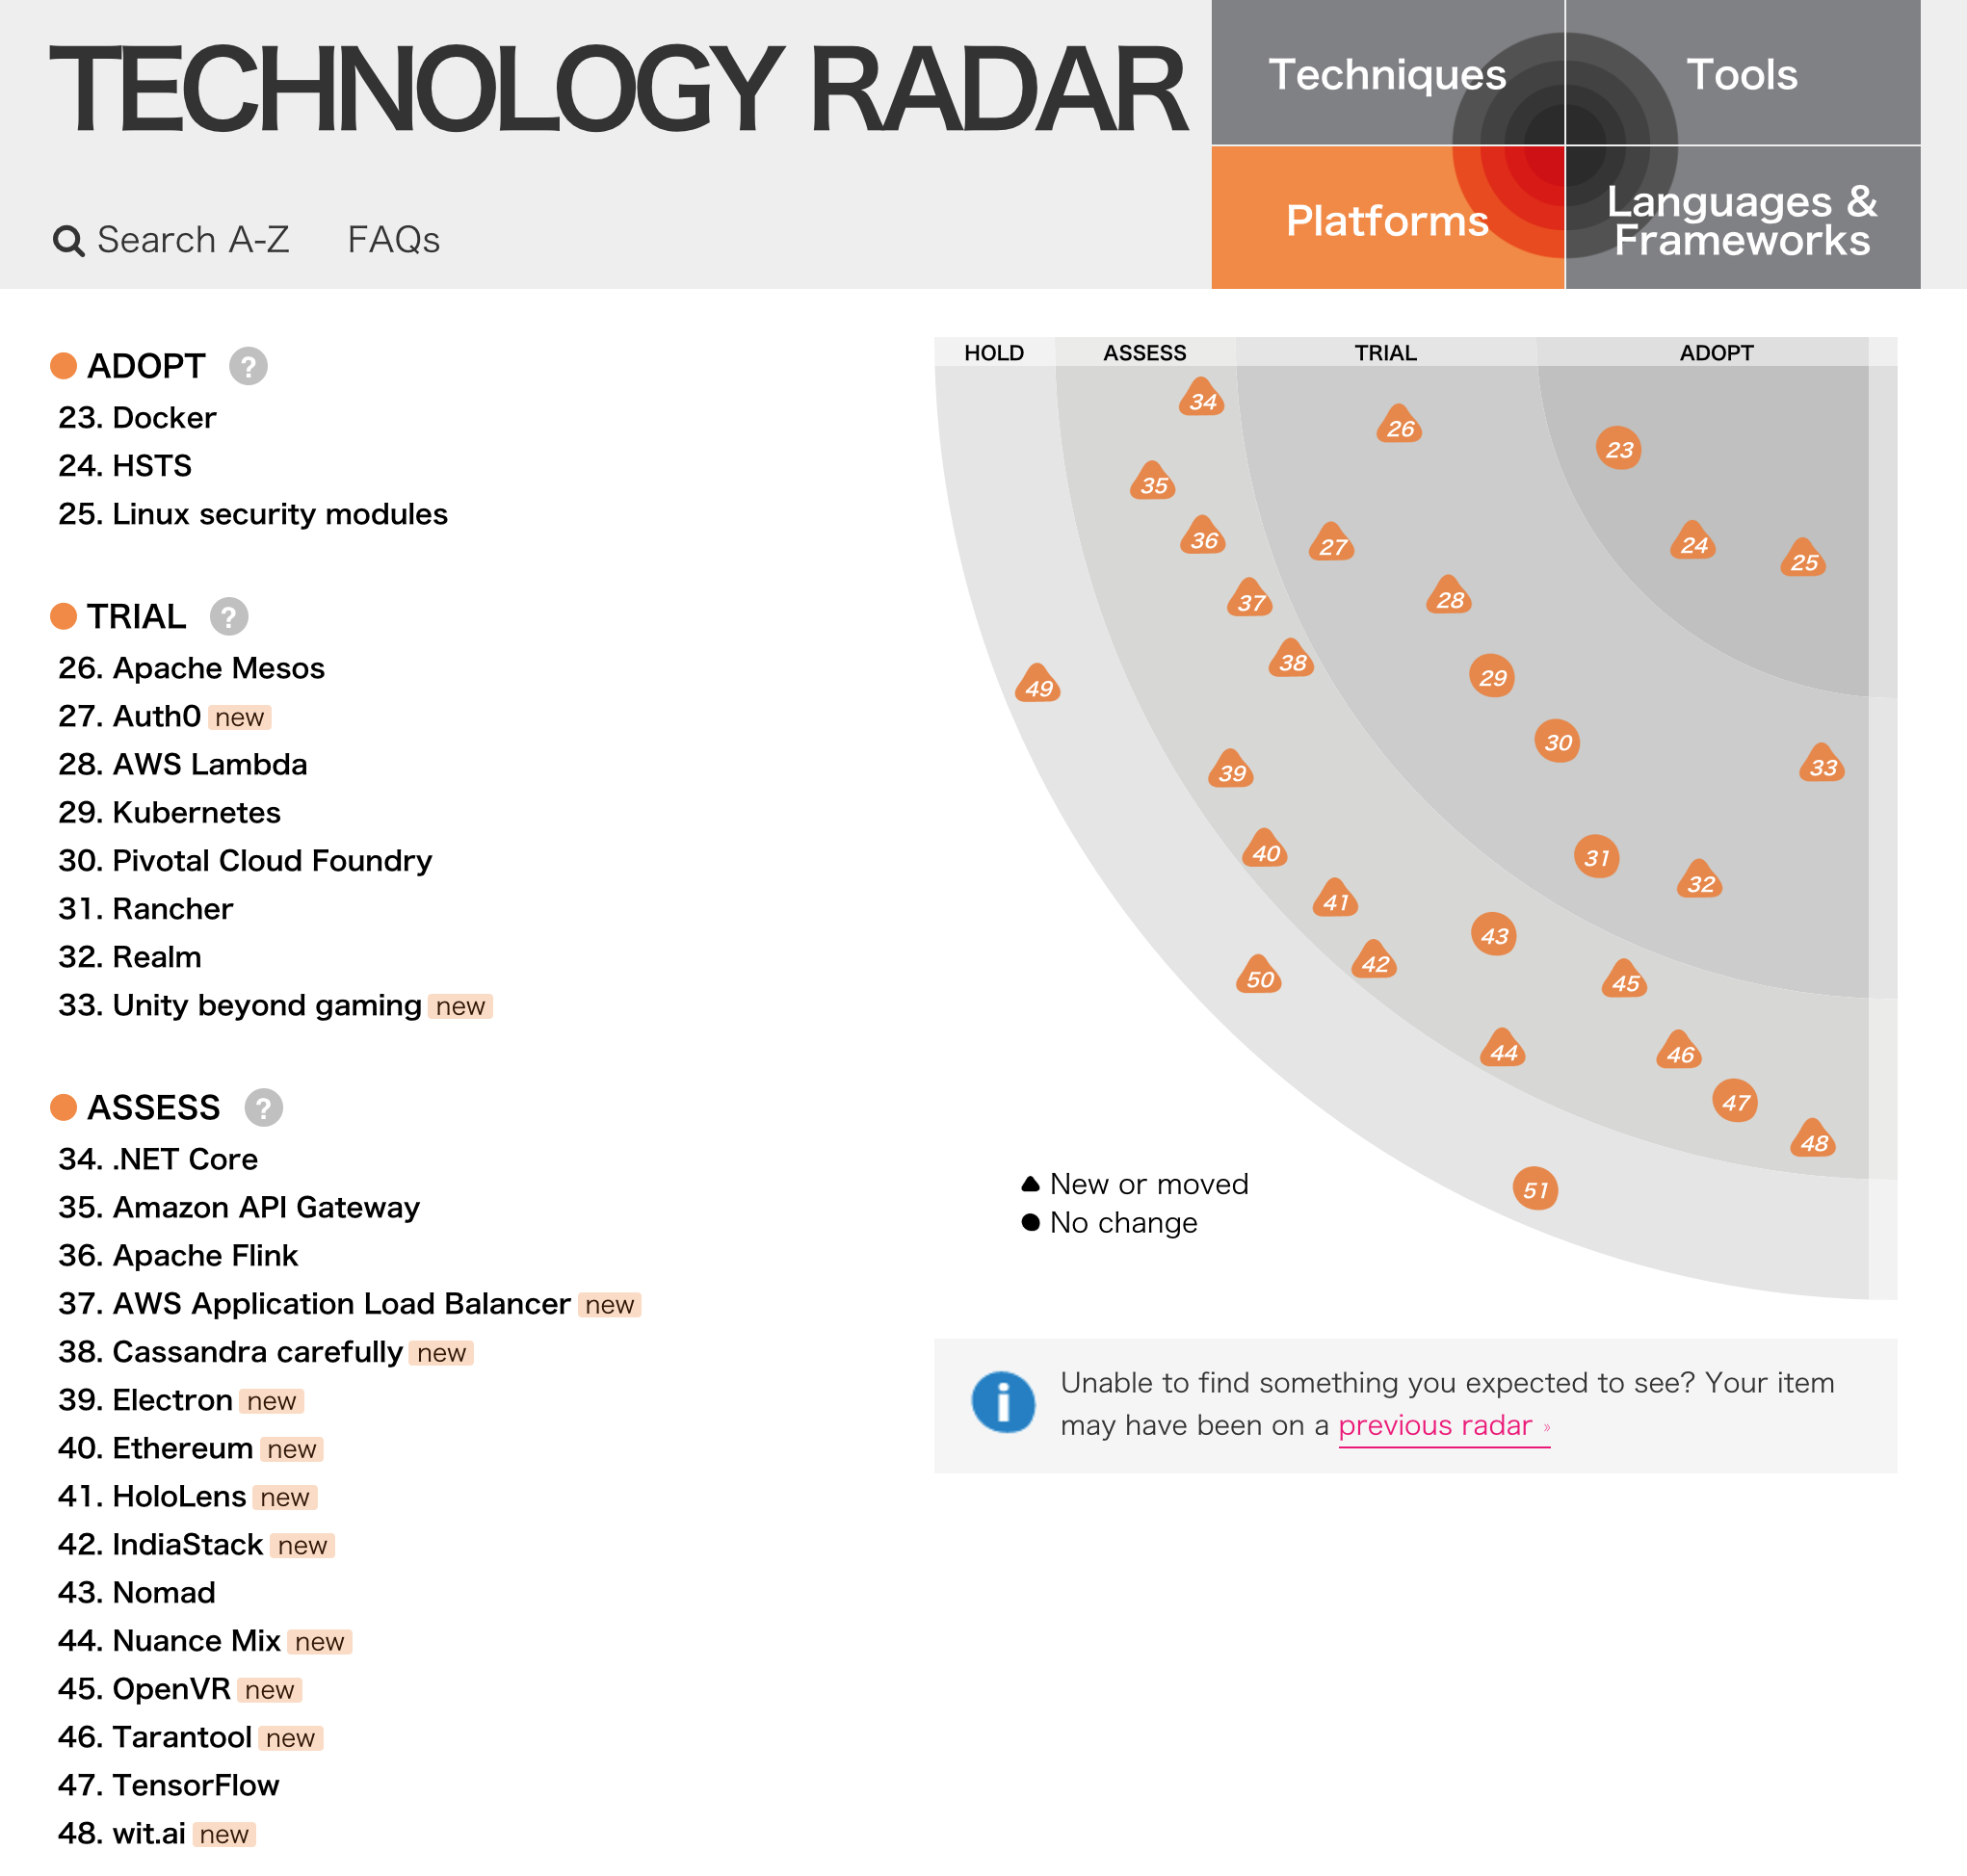 TECHNOLOGY RADAR
Search A-Z FAQs
Techniques
Tools
Platforms
Languages &
Frameworks
ADOPT ?
23. Docker
24. HSTS
25. Linux security modules
TRIAL ?
26. Apache Mesos
27. Auth0 new
28. AWS Lambda
29. Kubernetes
30. Pivotal Cloud Foundry
31. Rancher
32. Realm
33. Unity beyond gaming new
ASSESS ?
34. .NET Core
35. Amazon API Gateway
36. Apache Flink
37. AWS Application Load Balancer new
38. Cassandra carefully new
39. Electron new
40. Ethereum new
41. HoloLens new
42. IndiaStack new
43. Nomad
44. Nuance Mix new
45. OpenVR new
46. Tarantool new
47. TensorFlow
48. wit.ai new
HOLD ASSESS TRIAL ADOPT
34
26
23
35
36
27
24
25
37
28
38
29
49
30
39
33
40
31
32
41
43
42
50
45
44
46
47
48
51
New or moved
No change
Unable to find something you expected to see? Your item
may have been on a previous radar »